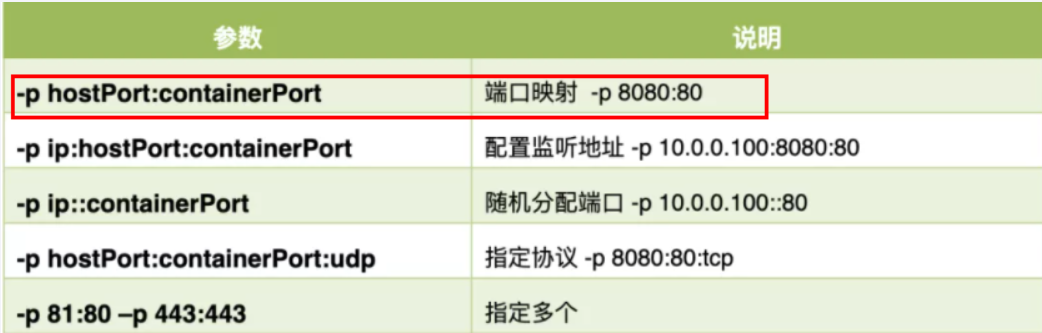 参数 说明
-p hostPort:containerPort 端口映射 -p 8080:80
-p ip:hostPort:containerPort 配置监听地址 -p 10.0.0.100:8080:80
-p ip::containerPort 随机分配端口 -p 10.0.0.100::80
-p hostPort:containerPort:udp 指定协议 -p 8080:80:tcp
-p 81:80 –p 443:443 指定多个